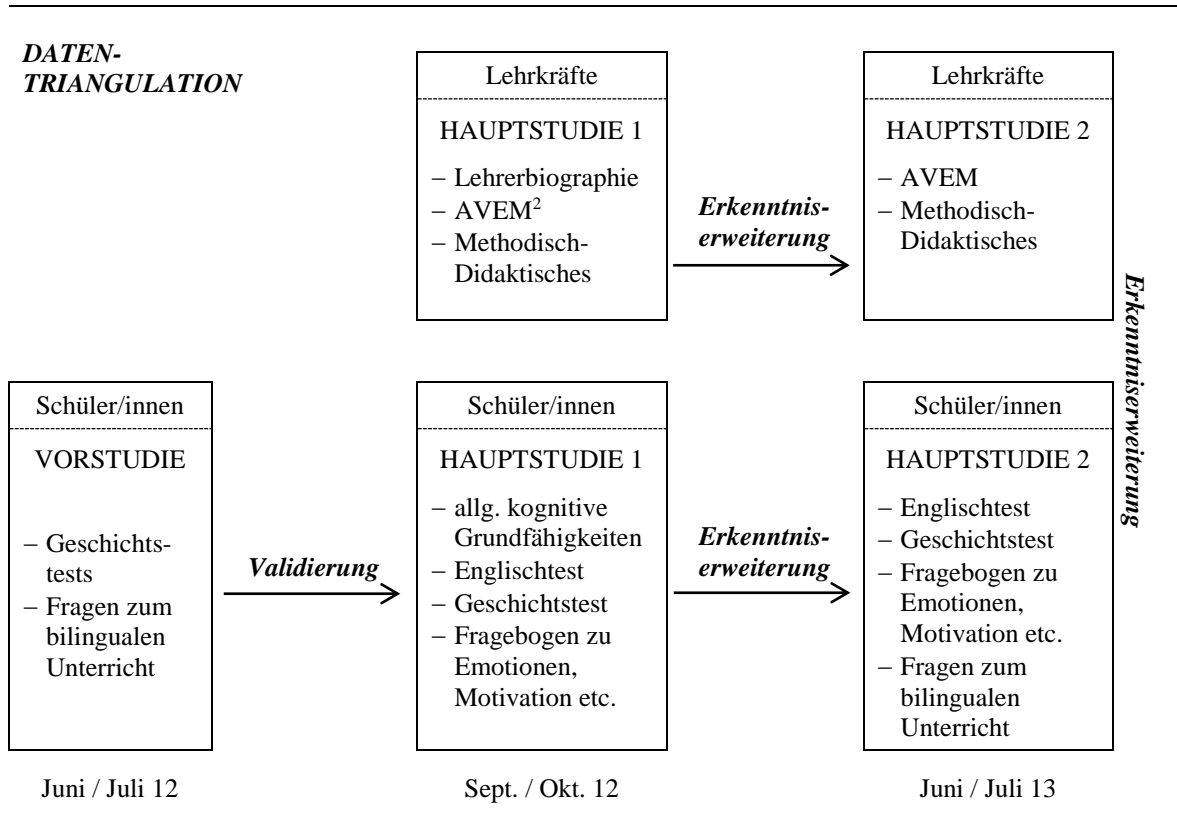 DATEN-
TRIANGULATION
Lehrkräfte
HAUPTSTUDIE 1
– Lehrerbiographie
– AVEM²
– Methodisch-
Didaktisches
Erkenntnis-
erweiterung
Lehrkräfte
HAUPTSTUDIE 2
– AVEM
– Methodisch-
Didaktisches
Erkenntniserweiterung
Schüler/innen
VORSTUDIE
– Geschichts-
tests
– Fragen zum
bilingualen
Unterricht
Validierung
Schüler/innen
HAUPTSTUDIE 1
– allg. kognitive
Grundfähigkeiten
– Englischtest
– Geschichtstest
– Fragebogen zu
Emotionen,
Motivation etc.
Erkenntnis-
erweiterung
Schüler/innen
HAUPTSTUDIE 2
– Englischtest
– Geschichtstest
– Fragebogen zu
Emotionen,
Motivation etc.
– Fragen zum
bilingualen
Unterricht
Juni / Juli 12
Sept. / Okt. 12
Juni / Juli 13